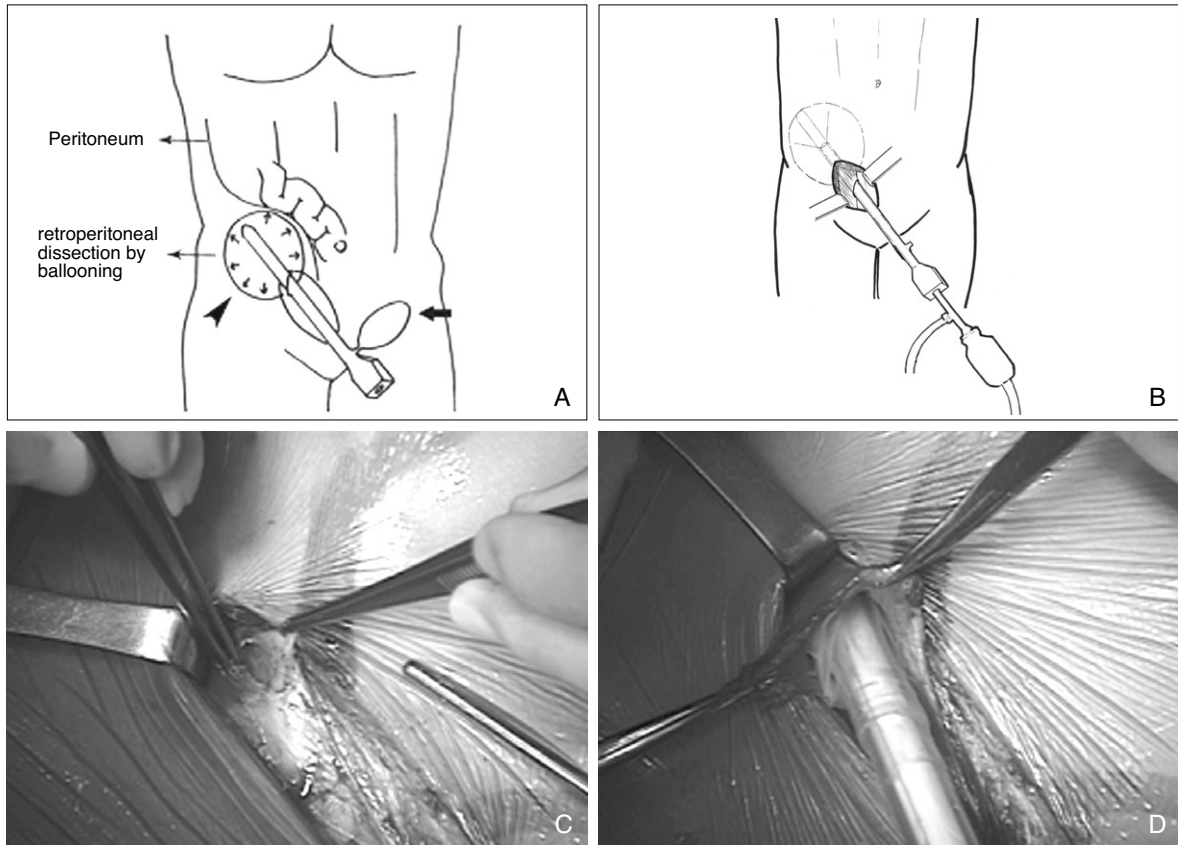 Peritoneum
retroperitoneal
dissection by
ballooning
A
B
C
D